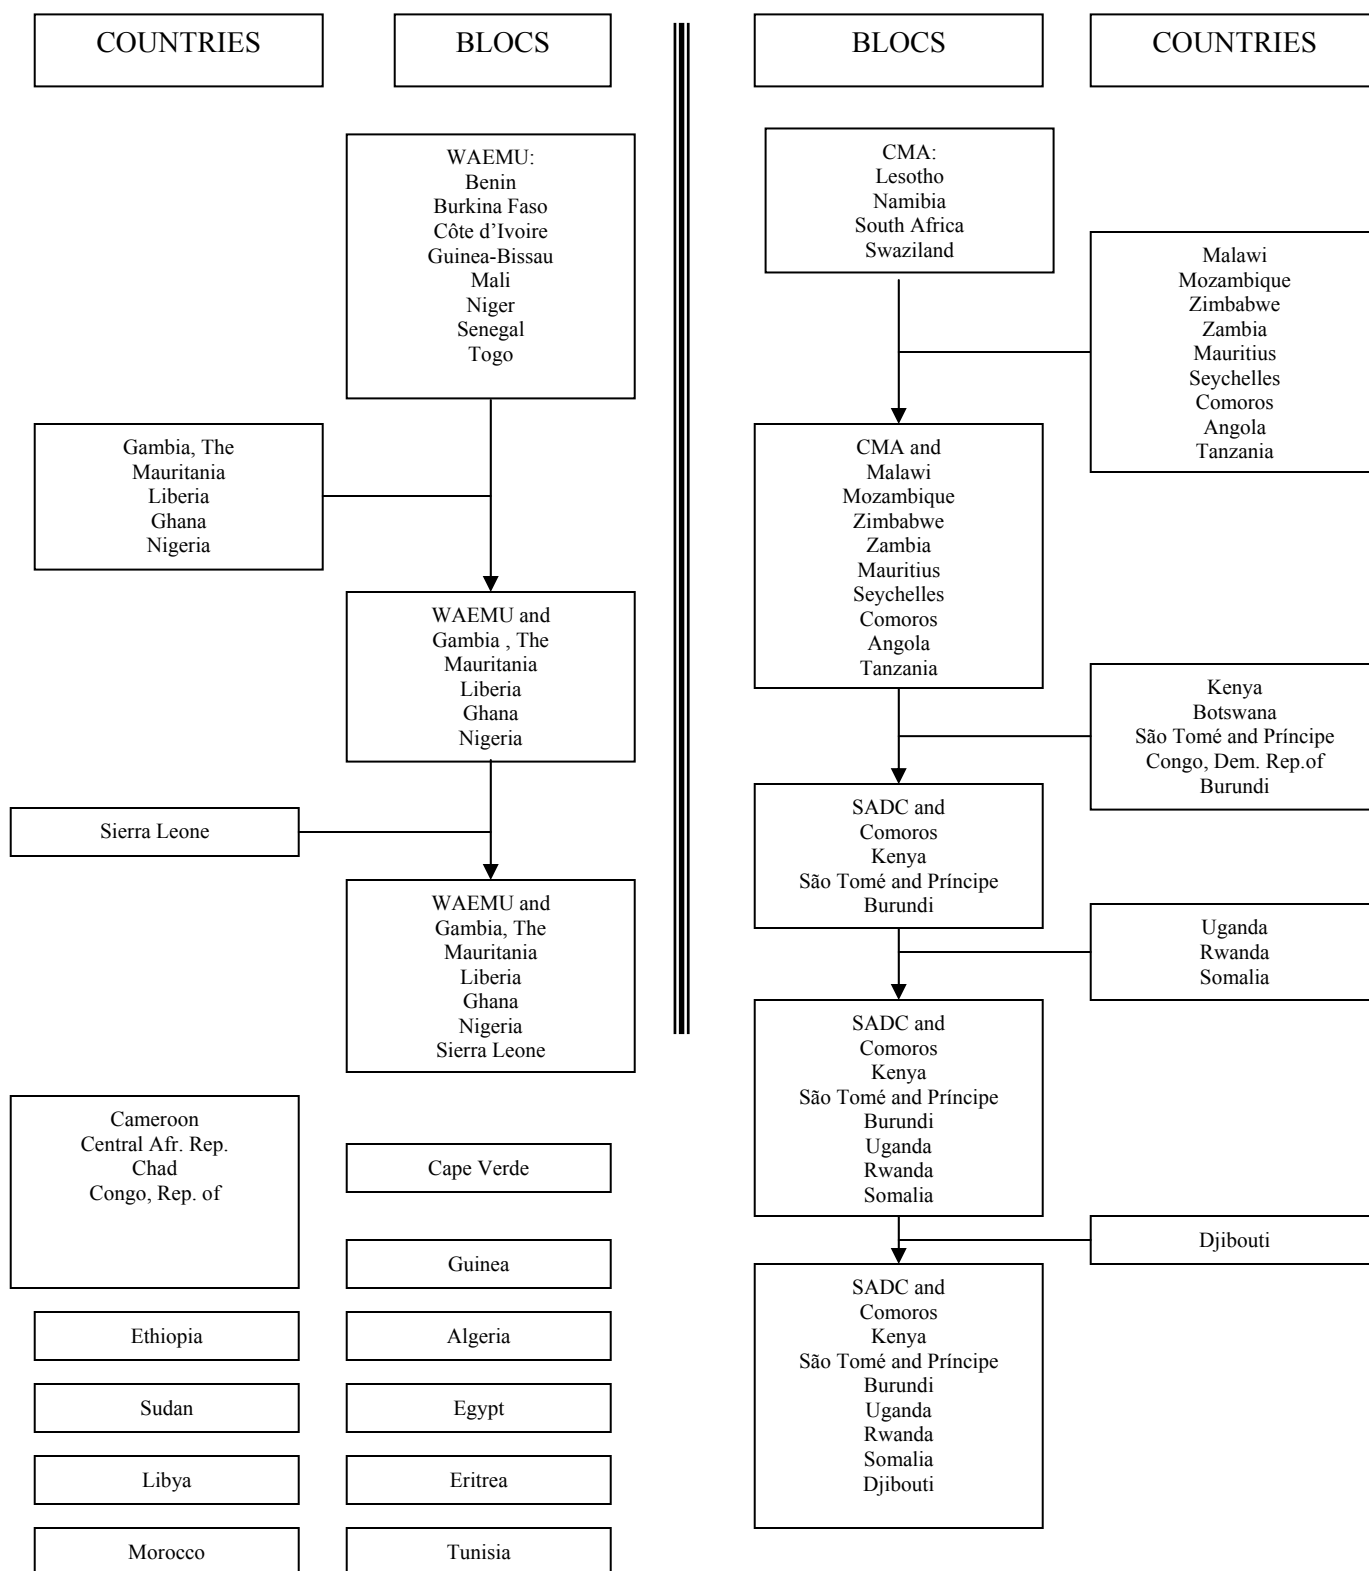 COUNTRIES
BLOCS
BLOCS
COUNTRIES
WAEMU:
Benin
Burkina Faso
Côte d’Ivoire
Guinea-Bissau
Mali
Niger
Senegal
Togo
Gambia, The
Mauritania
Liberia
Ghana
Nigeria
WAEMU and
Gambia , The
Mauritania
Liberia
Ghana
Nigeria
Sierra Leone
WAEMU and
Gambia, The
Mauritania
Liberia
Ghana
Nigeria
Sierra Leone
Cameroon
Central Afr. Rep.
Chad
Congo, Rep. of
Cape Verde
Guinea
Ethiopia
Algeria
Sudan
Egypt
Libya
Eritrea
Morocco
Tunisia
CMA:
Lesotho
Namibia
South Africa
Swaziland
Malawi
Mozambique
Zimbabwe
Zambia
Mauritius
Seychelles
Comoros
Angola
Tanzania
CMA and
Malawi
Mozambique
Zimbabwe
Zambia
Mauritius
Seychelles
Comoros
Angola
Tanzania
Kenya
Botswana
São Tomé and Príncipe
Congo, Dem. Rep.of
Burundi
SADC and
Comoros
Kenya
São Tomé and Príncipe
Burundi
Uganda
Rwanda
Somalia
SADC and
Comoros
Kenya
São Tomé and Príncipe
Burundi
Uganda
Rwanda
Somalia
Djibouti
SADC and
Comoros
Kenya
São Tomé and Príncipe
Burundi
Uganda
Rwanda
Somalia
Djibouti